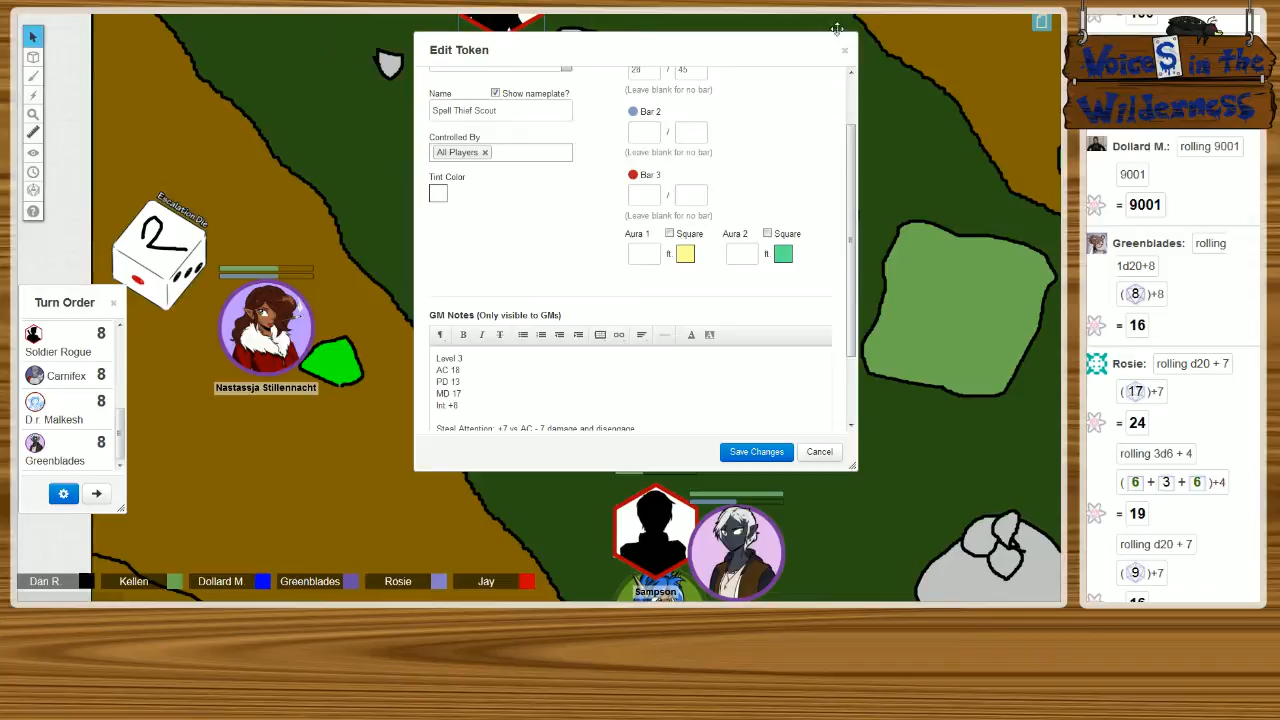 Edit Token
28 / 45
(Leave blank for no bar)
Name
Show nameplate?
Spell Thief Scout
Controlled By
All Players ×
Tint Color
Bar 2
/
(Leave blank for no bar)
Bar 3
/
(Leave blank for no bar)
Aura 1
Square
Aura 2
Square
ft.
ft.
GM Notes (Only visible to GMs)
Level 3
AC 18
PD 13
MD 17
Int +8
Steal Attention: +7 vs AC - 7 damage and disengage
Save Changes
Cancel
Escalation Die
2
Turn Order
Soldier Rogue 8
Carnifex 8
D.r. Malkesh 8
Greenblades 8
Nastassja Stillennacht
Sampson
Dan R.
Kellen
Dollard M
Greenblades
Rosie
Jay
VoiceS in the
Wilderness
Dollard M.: rolling 9001
9001
= 9001
Greenblades: rolling
1d20+8
(8)+8
= 16
Rosie: rolling d20 + 7
(17)+7
= 24
rolling 3d6 + 4
(6 + 3 + 6)+4
= 19
rolling d20 + 7
(9)+7